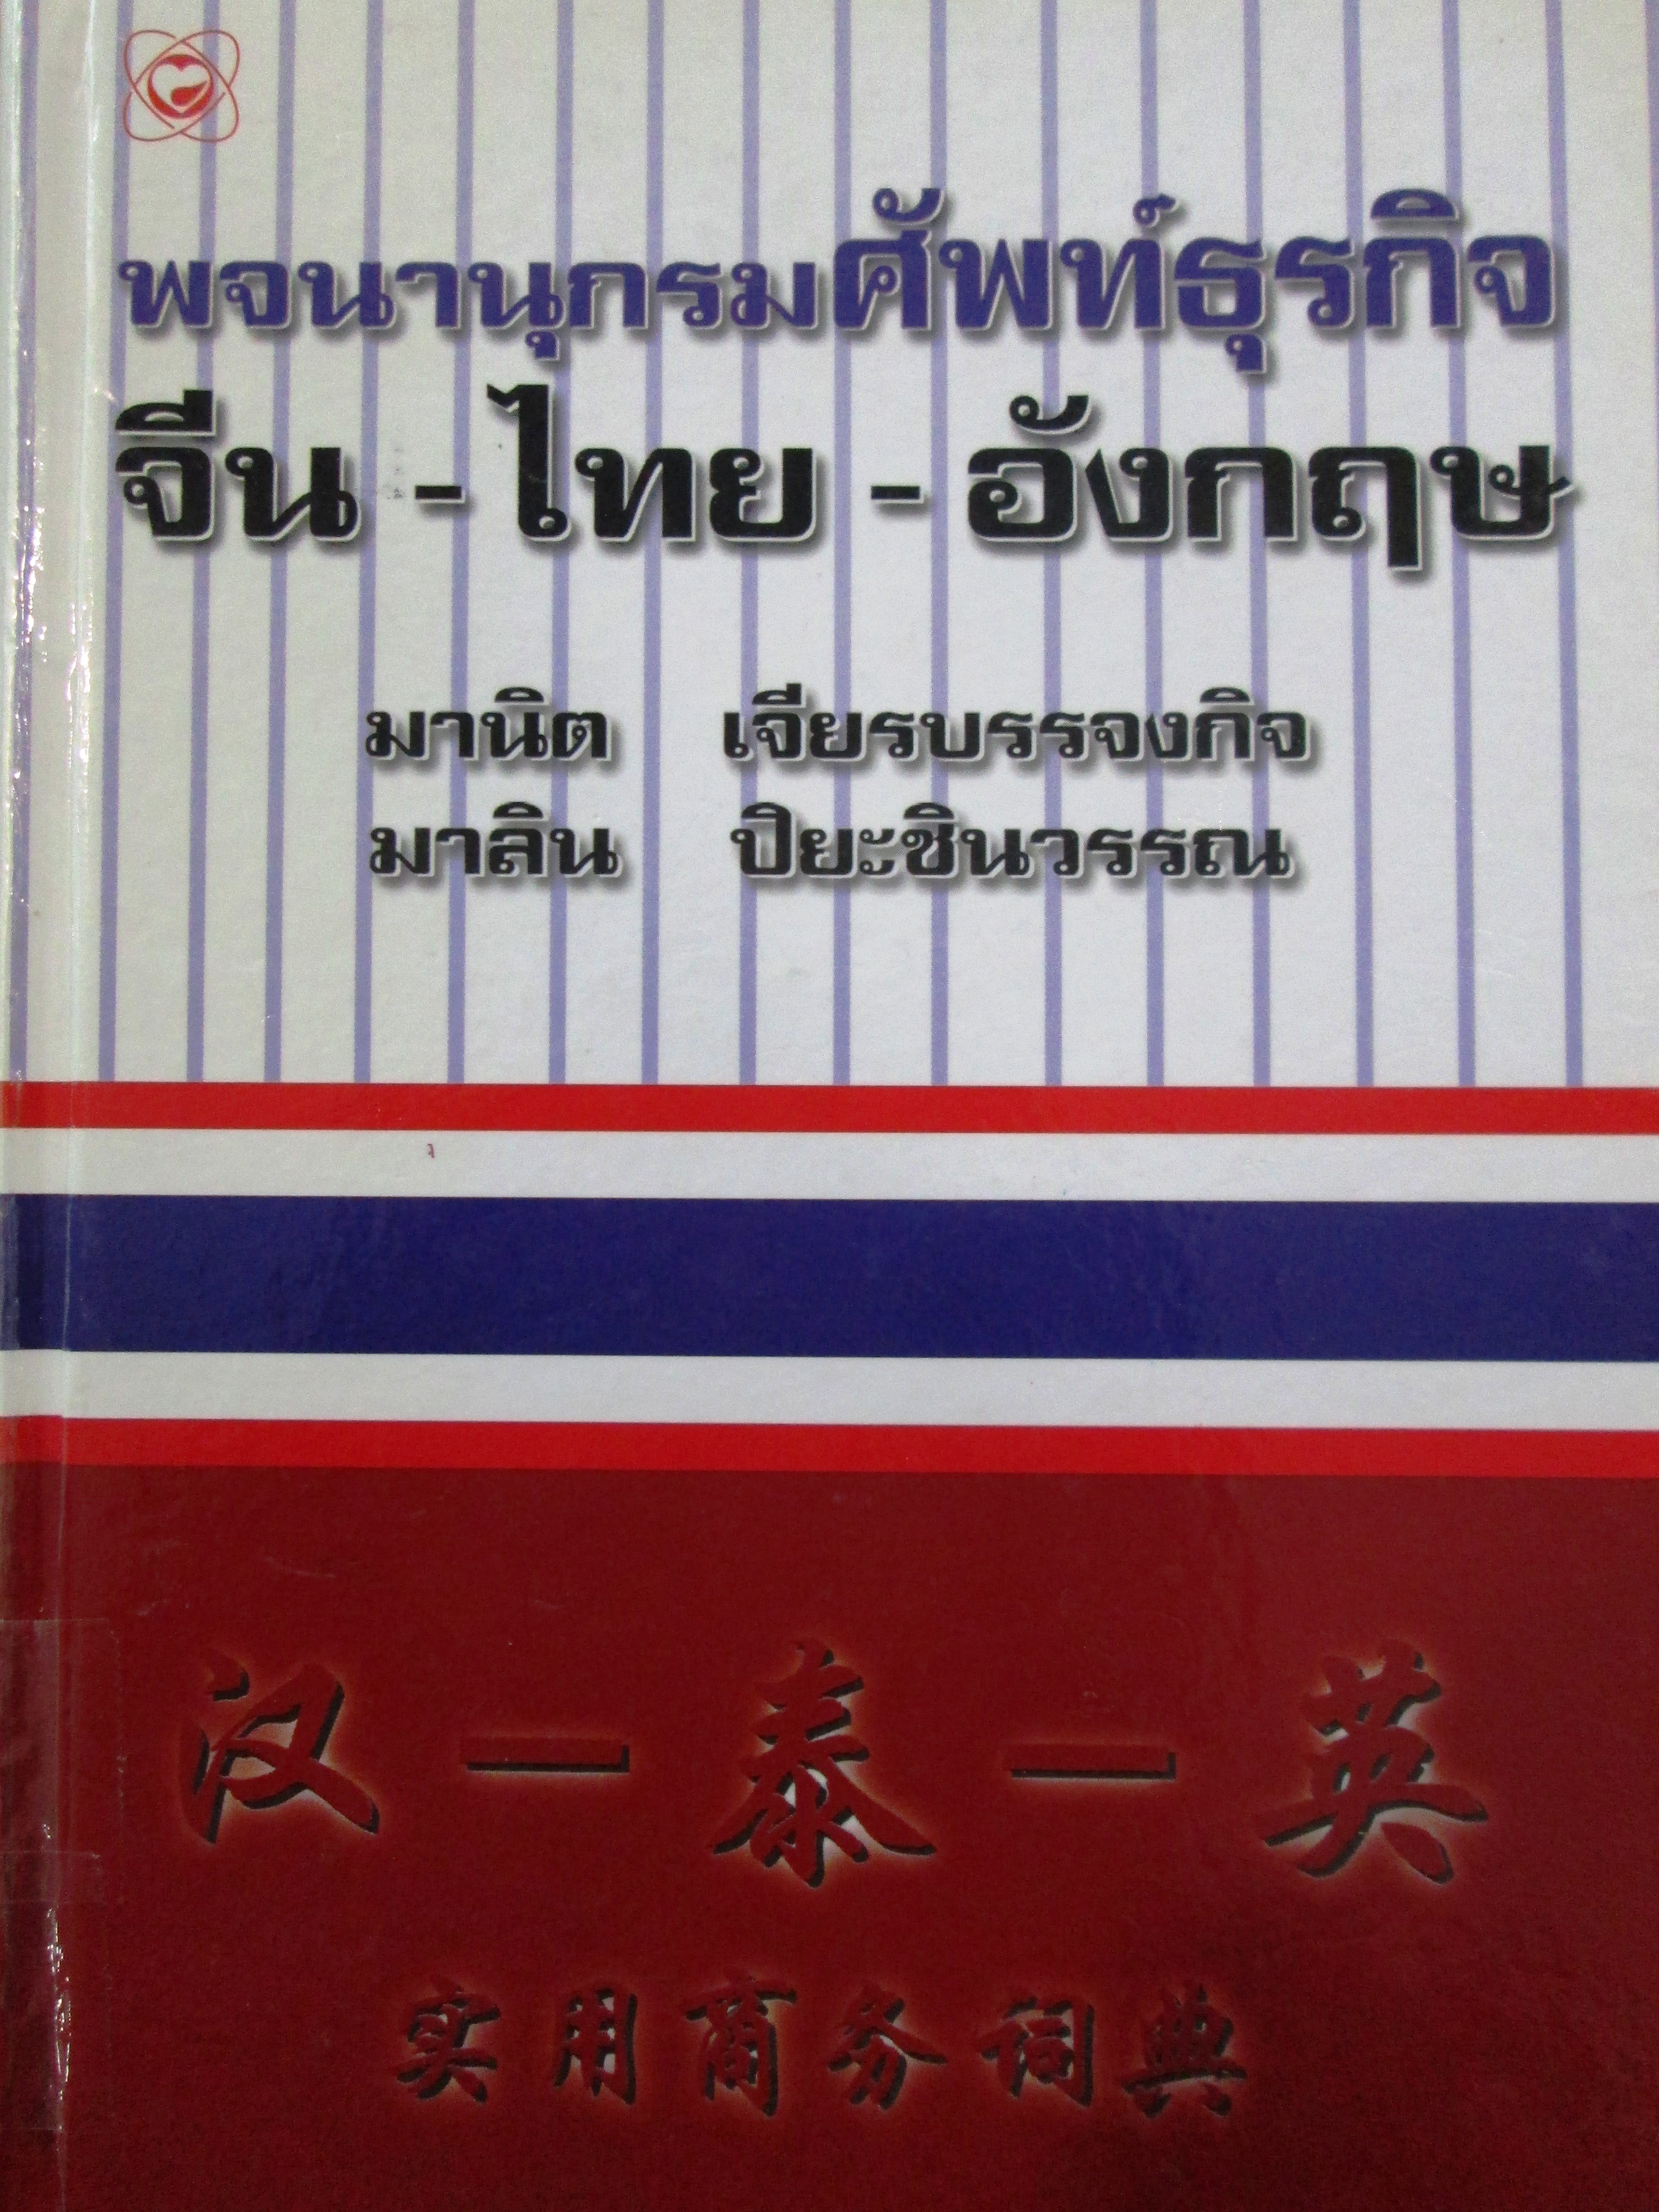 พจนานุกรมศัพท์ธุรกิจ
จีน - ไทย - อังกฤษ
มานิต เจียรบรรจงกิจ
มาลิน ปิยะชินวรรณ
汉 — 泰 — 英
实用商务词典